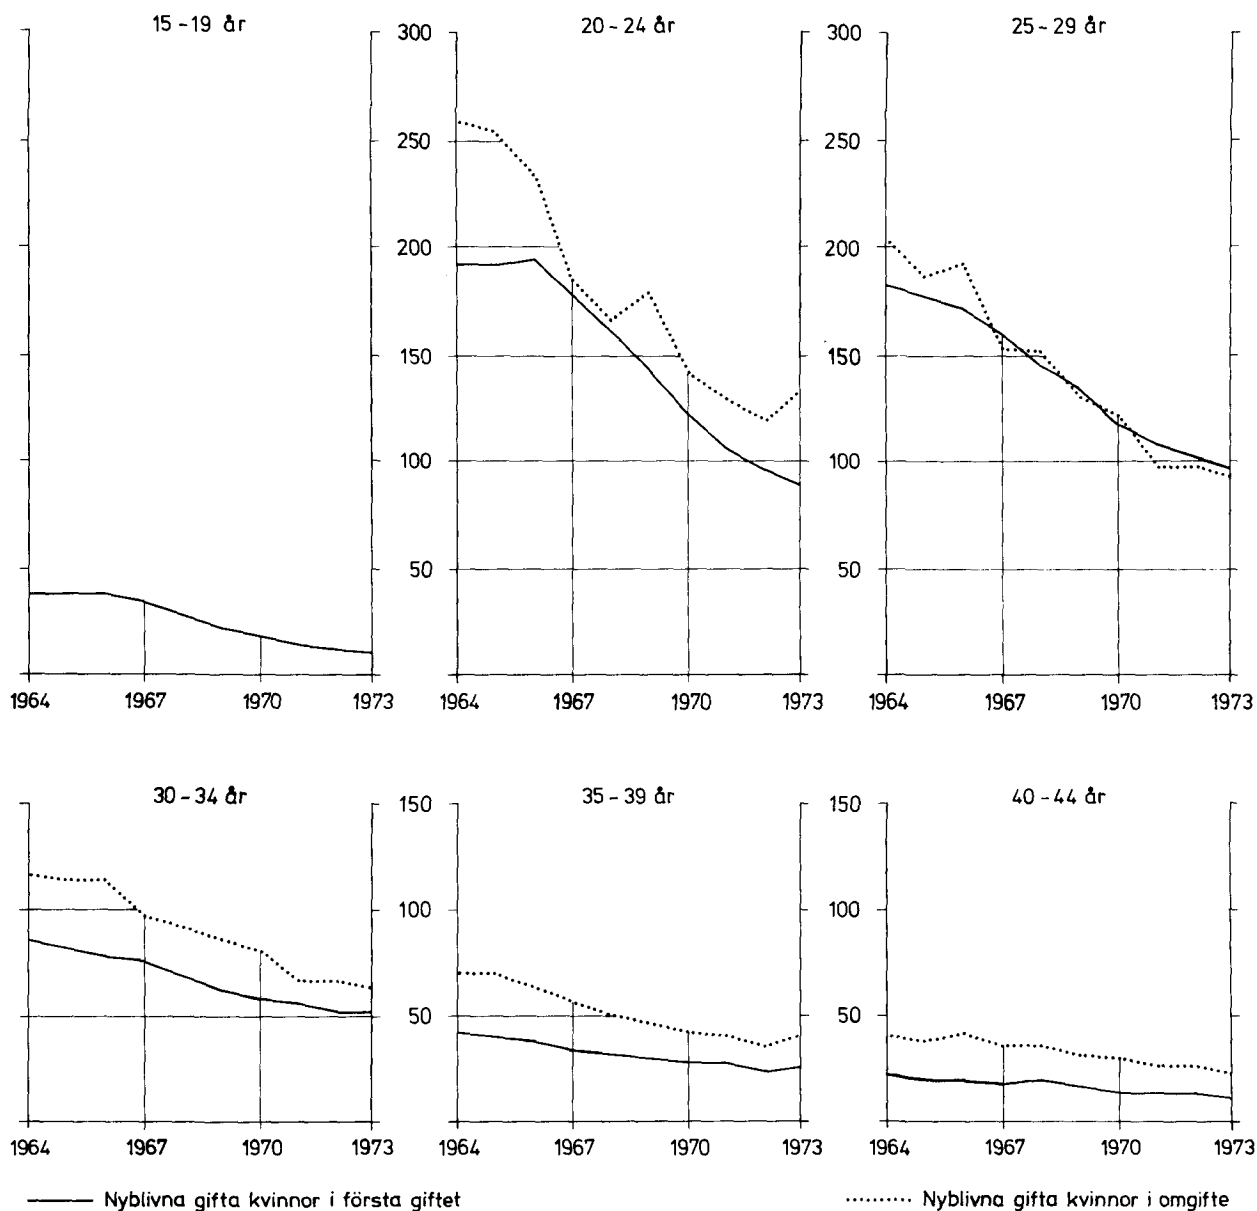 15 - 19 år
300 20 - 24 år 300 25 - 29 år
250 250
200 200
150 150
100 100
50 50
1964 1967 1970 1973 1964 1967 1970 1973 1964 1967 1970 1973
30 - 34 år 150 35 - 39 år 150 40 - 44 år
100 100
50 50
1964 1967 1970 1973 1964 1967 1970 1973 1964 1967 1970 1973
Nyblivna gifta kvinnor i första giftet
Nyblivna gifta kvinnor i omgifte